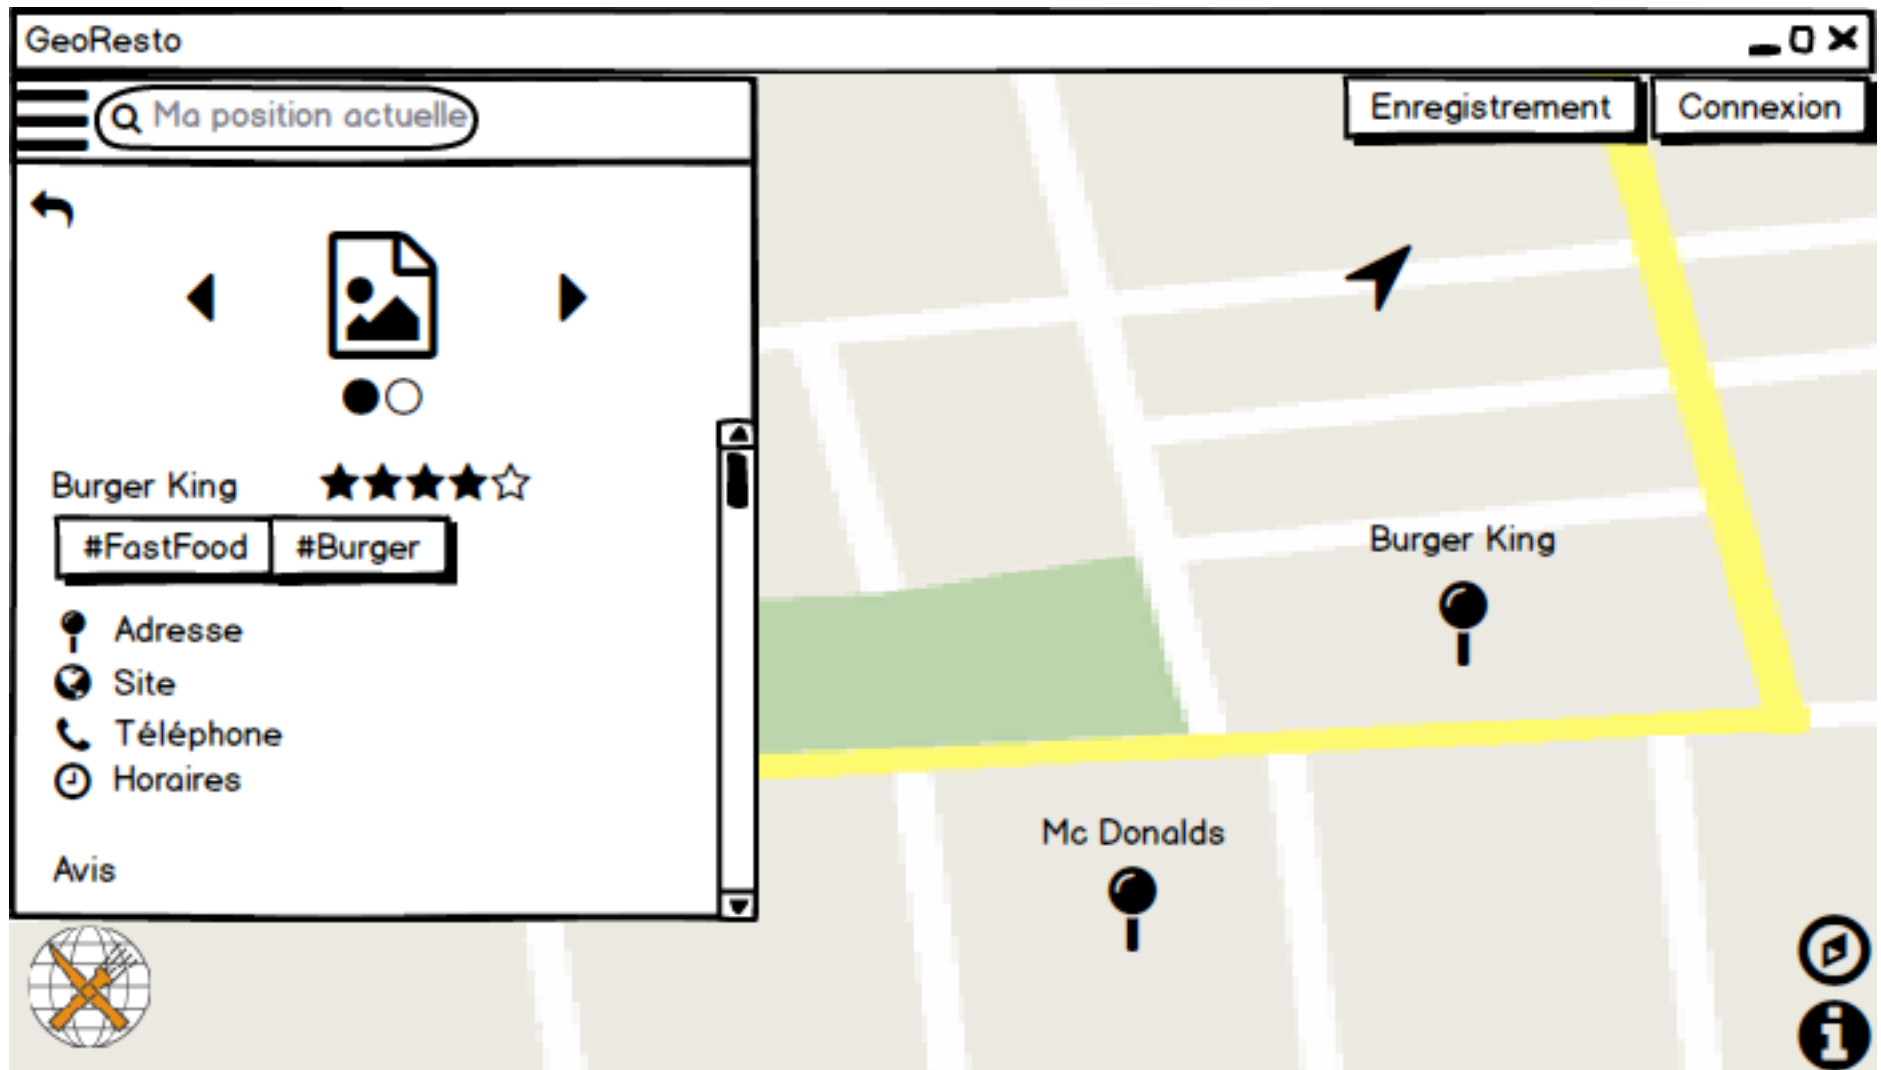 GeoResto
Ma position actuelle
Enregistrement
Connexion
Burger King
#FastFood
#Burger
Adresse
Site
Téléphone
Horaires
Avis
Burger King
Mc Donalds